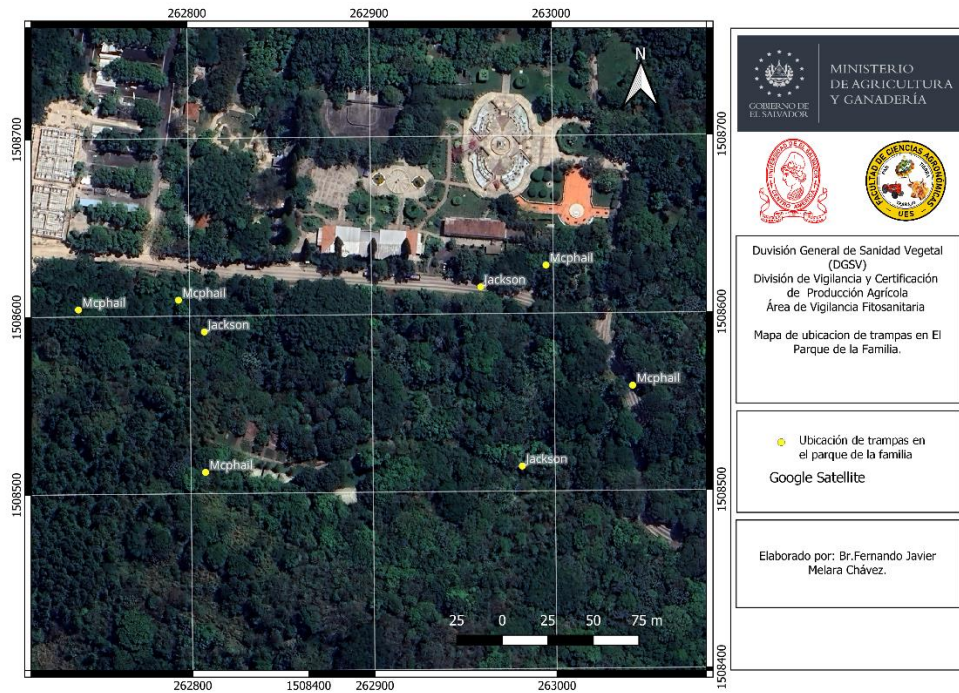 262800
262900
263000
N
1508700
1508700
Mcphail
Jackson
Mcphail
Mcphail
Jackson
1508600
1508600
Mcphail
Mcphail
Jackson
1508500
1508500
25 0 25 50 75 m
1508400
262800
1508400
262900
263000
GOBIERNO DE
EL SALVADOR
MINISTERIO
DE AGRICULTURA
Y GANADERÍA
FACULTAD DE CIENCIAS AGRONÓMICAS
UES
Duvisión General de Sanidad Vegetal
(DGSV)
División de Vigilancia y Certificación
de Producción Agrícola
Área de Vigilancia Fitosanitaria
Mapa de ubicacion de trampas en El
Parque de la Familia.
Ubicación de trampas en
el parque de la familia
Google Satellite
Elaborado por: Br.Fernando Javier
Melara Chávez.